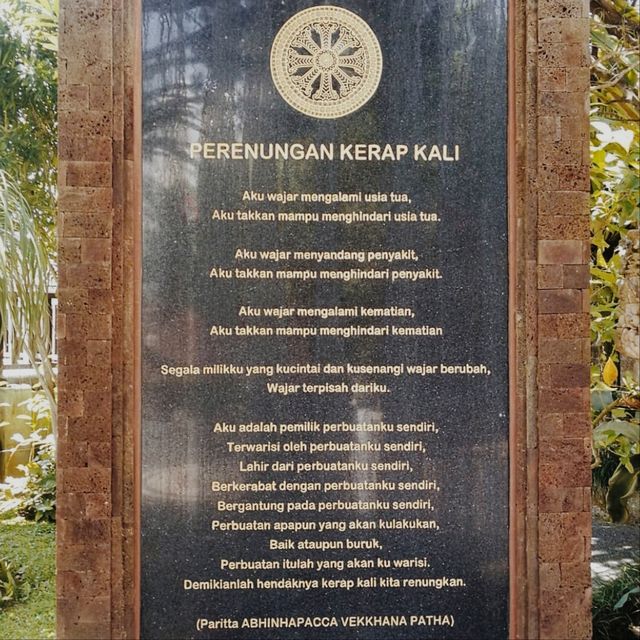 PERENUNGAN KERAP KALI
Aku wajar mengalami usia tua,
Aku takkan mampu menghindari usia tua.
Aku wajar menyandang penyakit,
Aku takkan mampu menghindari penyakit.
Aku wajar mengalami kematian,
Aku takkan mampu menghindari kematian
Segala milikku yang kucintai dan kusenangi wajar berubah,
Wajar terpisah dariku.
Aku adalah pemilik perbuatanku sendiri,
Terwarisi oleh perbuatanku sendiri,
Lahir dari perbuatanku sendiri,
Berkerabat dengan perbuatanku sendiri,
Bergantung pada perbuatanku sendiri,
Perbuatan apapun yang akan kulakukan,
Baik ataupun buruk,
Perbuatan itulah yang akan ku warisi.
Demikianlah hendaknya kerap kali kita renungkan.
(Paritta ABHINHAPACCA VEKKHANA PATHA)